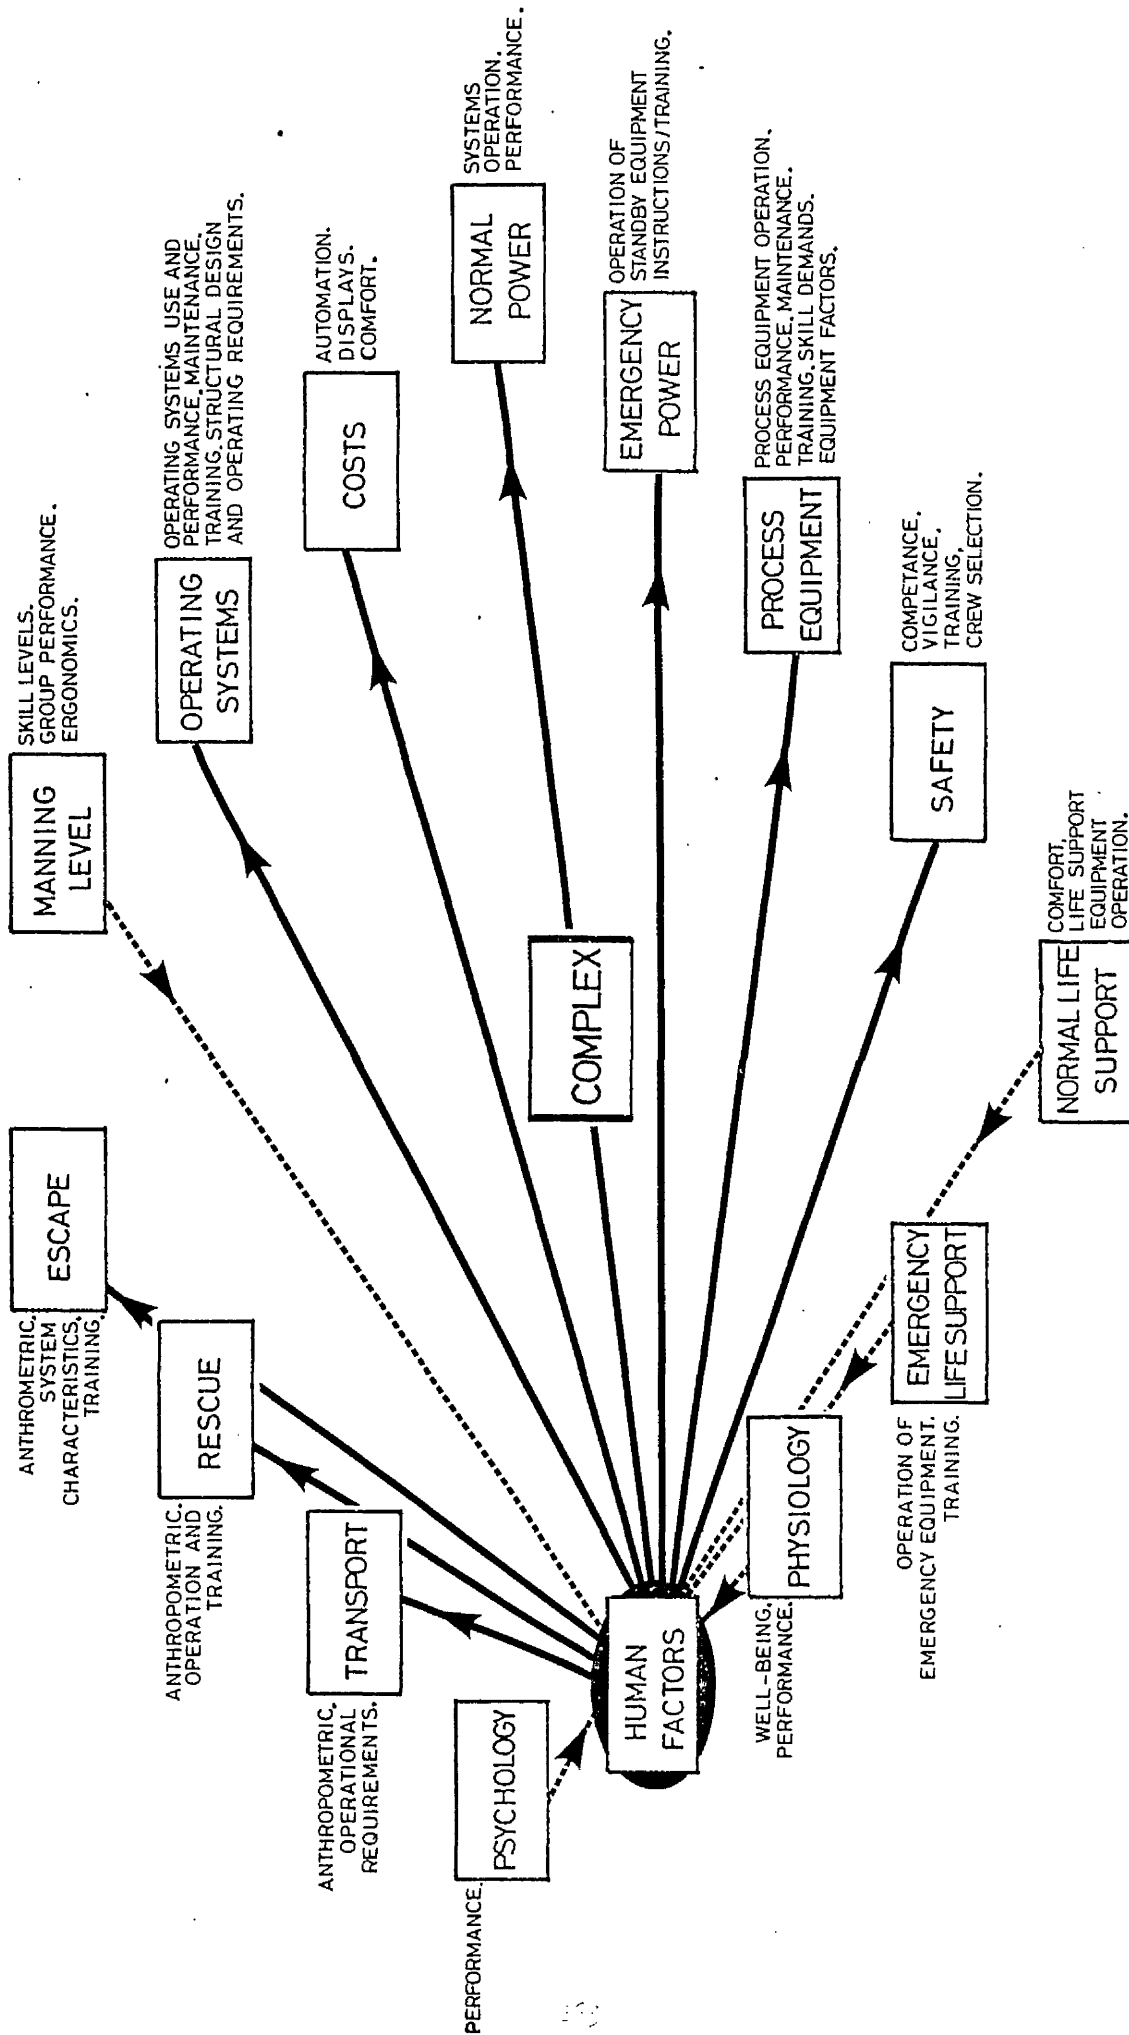 MANNING
LEVEL
SKILL LEVELS.
GROUP PERFORMANCE.
ERGONOMICS.
ESCAPE
ANTHROMETRIC.
SYSTEM
CHARACTERISTICS.
TRAINING.
OPERATING
SYSTEMS
OPERATING SYSTEMS USE AND
PERFORMANCE, MAINTENANCE,
TRAINING. STRUCTURAL DESIGN
AND OPERATING REQUIREMENTS.
RESCUE
ANTHROPOMETRIC.
OPERATION AND
TRAINING.
COSTS
AUTOMATION.
DISPLAYS.
COMFORT.
TRANSPORT
ANTHROPOMETRIC.
OPERATIONAL
REQUIREMENTS.
NORMAL
POWER
SYSTEMS
OPERATION.
PERFORMANCE.
PSYCHOLOGY
PERFORMANCE.
COMPLEX
HUMAN
FACTORS
EMERGENCY
POWER
OPERATION OF
STANDBY EQUIPMENT
INSTRUCTIONS/TRAINING.
PROCESS
EQUIPMENT
PROCESS EQUIPMENT OPERATION.
PERFORMANCE, MAINTENANCE.
TRAINING. SKILL DEMANDS.
EQUIPMENT FACTORS.
PHYSIOLOGY
WELL-BEING.
PERFORMANCE.
SAFETY
COMPETANCE.
VIGILANCE,
TRAINING,
CREW SELECTION.
EMERGENCY
LIFE SUPPORT
OPERATION OF
EMERGENCY EQUIPMENT.
TRAINING.
NORMAL LIFE
SUPPORT
COMFORT,
LIFE SUPPORT
EQUIPMENT
OPERATION.